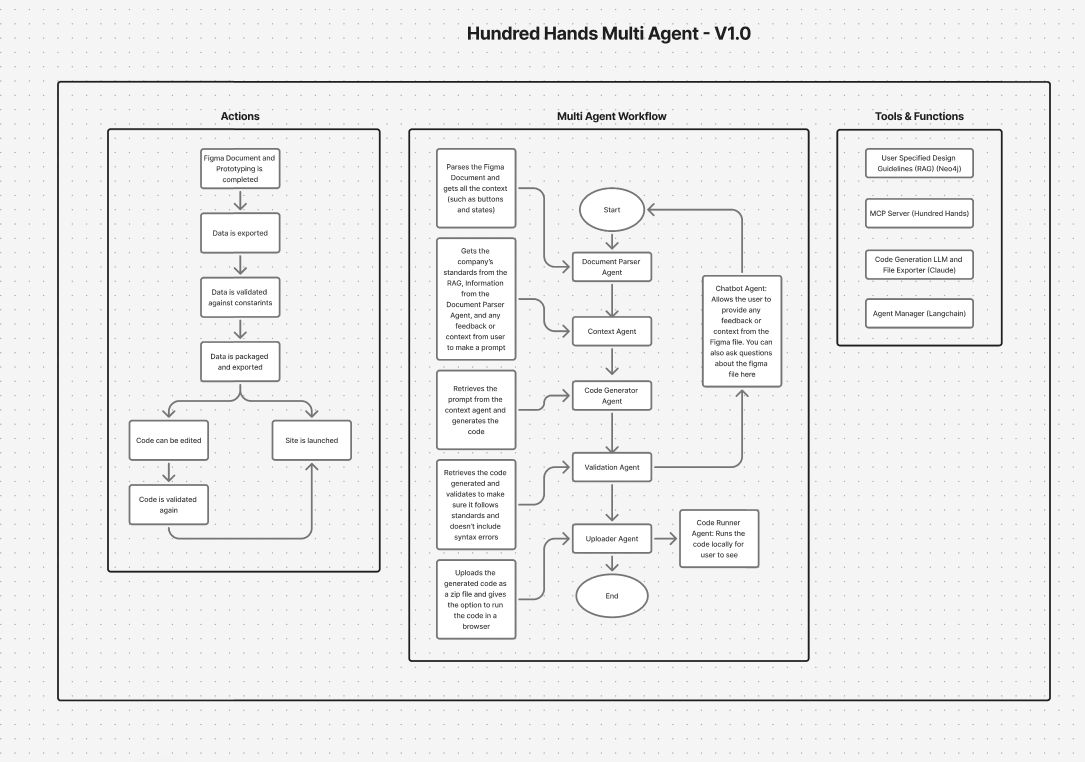 Hundred Hands Multi Agent - V1.0
Actions
Figma Document and
Prototyping is
completed
Data is exported
Data is validated
against constarints
Data is packaged
and exported
Code can be edited
Site is launched
Code is validated
again
Multi Agent Workflow
Parses the Figma
Document and
gets all the context
(such as buttons
and states)
Gets the
company's
standards from the
RAG, Information
from the
Document Parser
Agent, and any
feedback or
context from user
to make a prompt
Retrieves the
prompt from the
context agent and
generates the
code
Retrieves the code
generated and
validates to make
sure it follows
standards and
doesn't include
syntax errors
Uploads the
generated code as
a zip file and gives
the option to run
the code in a
browser
Start
Document Parser
Agent
Context Agent
Code Generator
Agent
Validation Agent
Uploader Agent
End
Chatbot Agent:
Allows the user to
provide any
feedback or
context from the
Figma file. You can
also ask questions
about the figma
file here
Code Runner
Agent: Runs the
code locally for
user to see
Tools & Functions
User Specified Design
Guidelines (RAG) (Neo4j)
MCP Server (Hundred Hands)
Code Generation LLM and
File Exporter (Claude)
Agent Manager (Langchain)